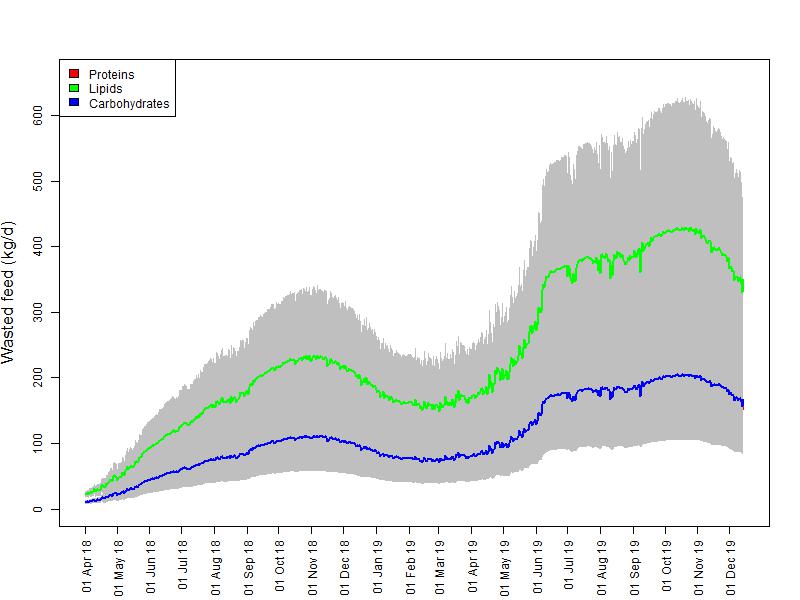 Proteins
Lipids
Carbohydrates
Wasted feed (kg/d)
600
500
400
300
200
100
0
01 Apr 18
01 May 18
01 Jun 18
01 Jul 18
01 Aug 18
01 Sep 18
01 Oct 18
01 Nov 18
01 Dec 18
01 Jan 19
01 Feb 19
01 Mar 19
01 Apr 19
01 May 19
01 Jun 19
01 Jul 19
01 Aug 19
01 Sep 19
01 Oct 19
01 Nov 19
01 Dec 19